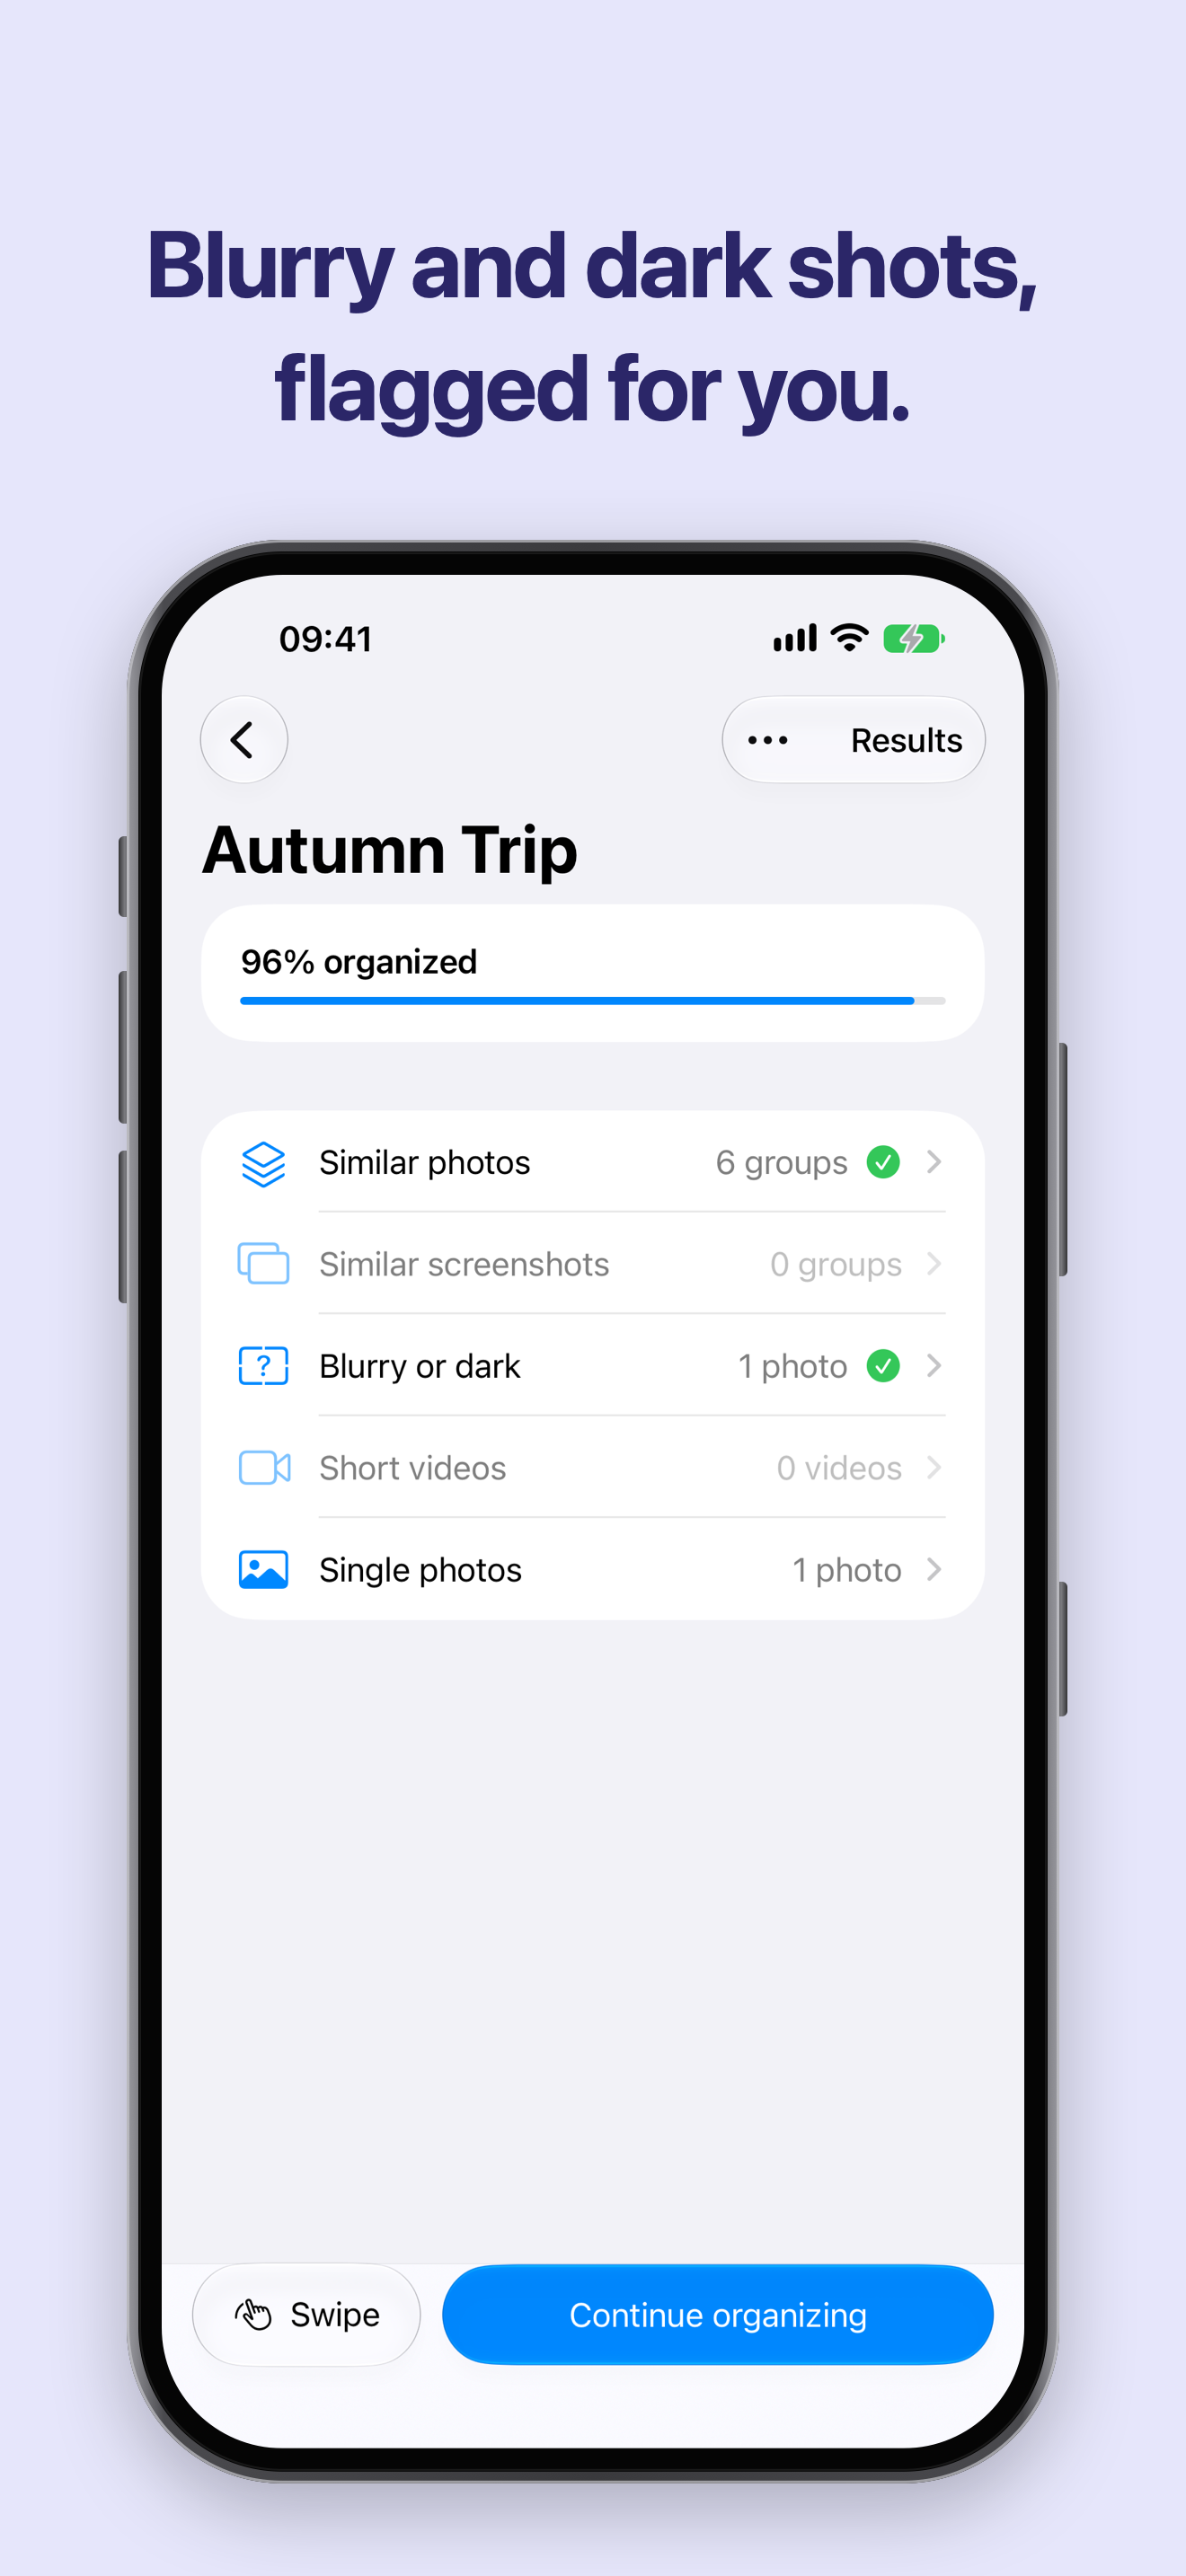 Blurry and dark shots,
flagged for you.
09:41
Results
Autumn Trip
96% organized
Similar photos 6 groups
Similar screenshots 0 groups
Blurry or dark 1 photo
Short videos 0 videos
Single photos 1 photo
Swipe
Continue organizing